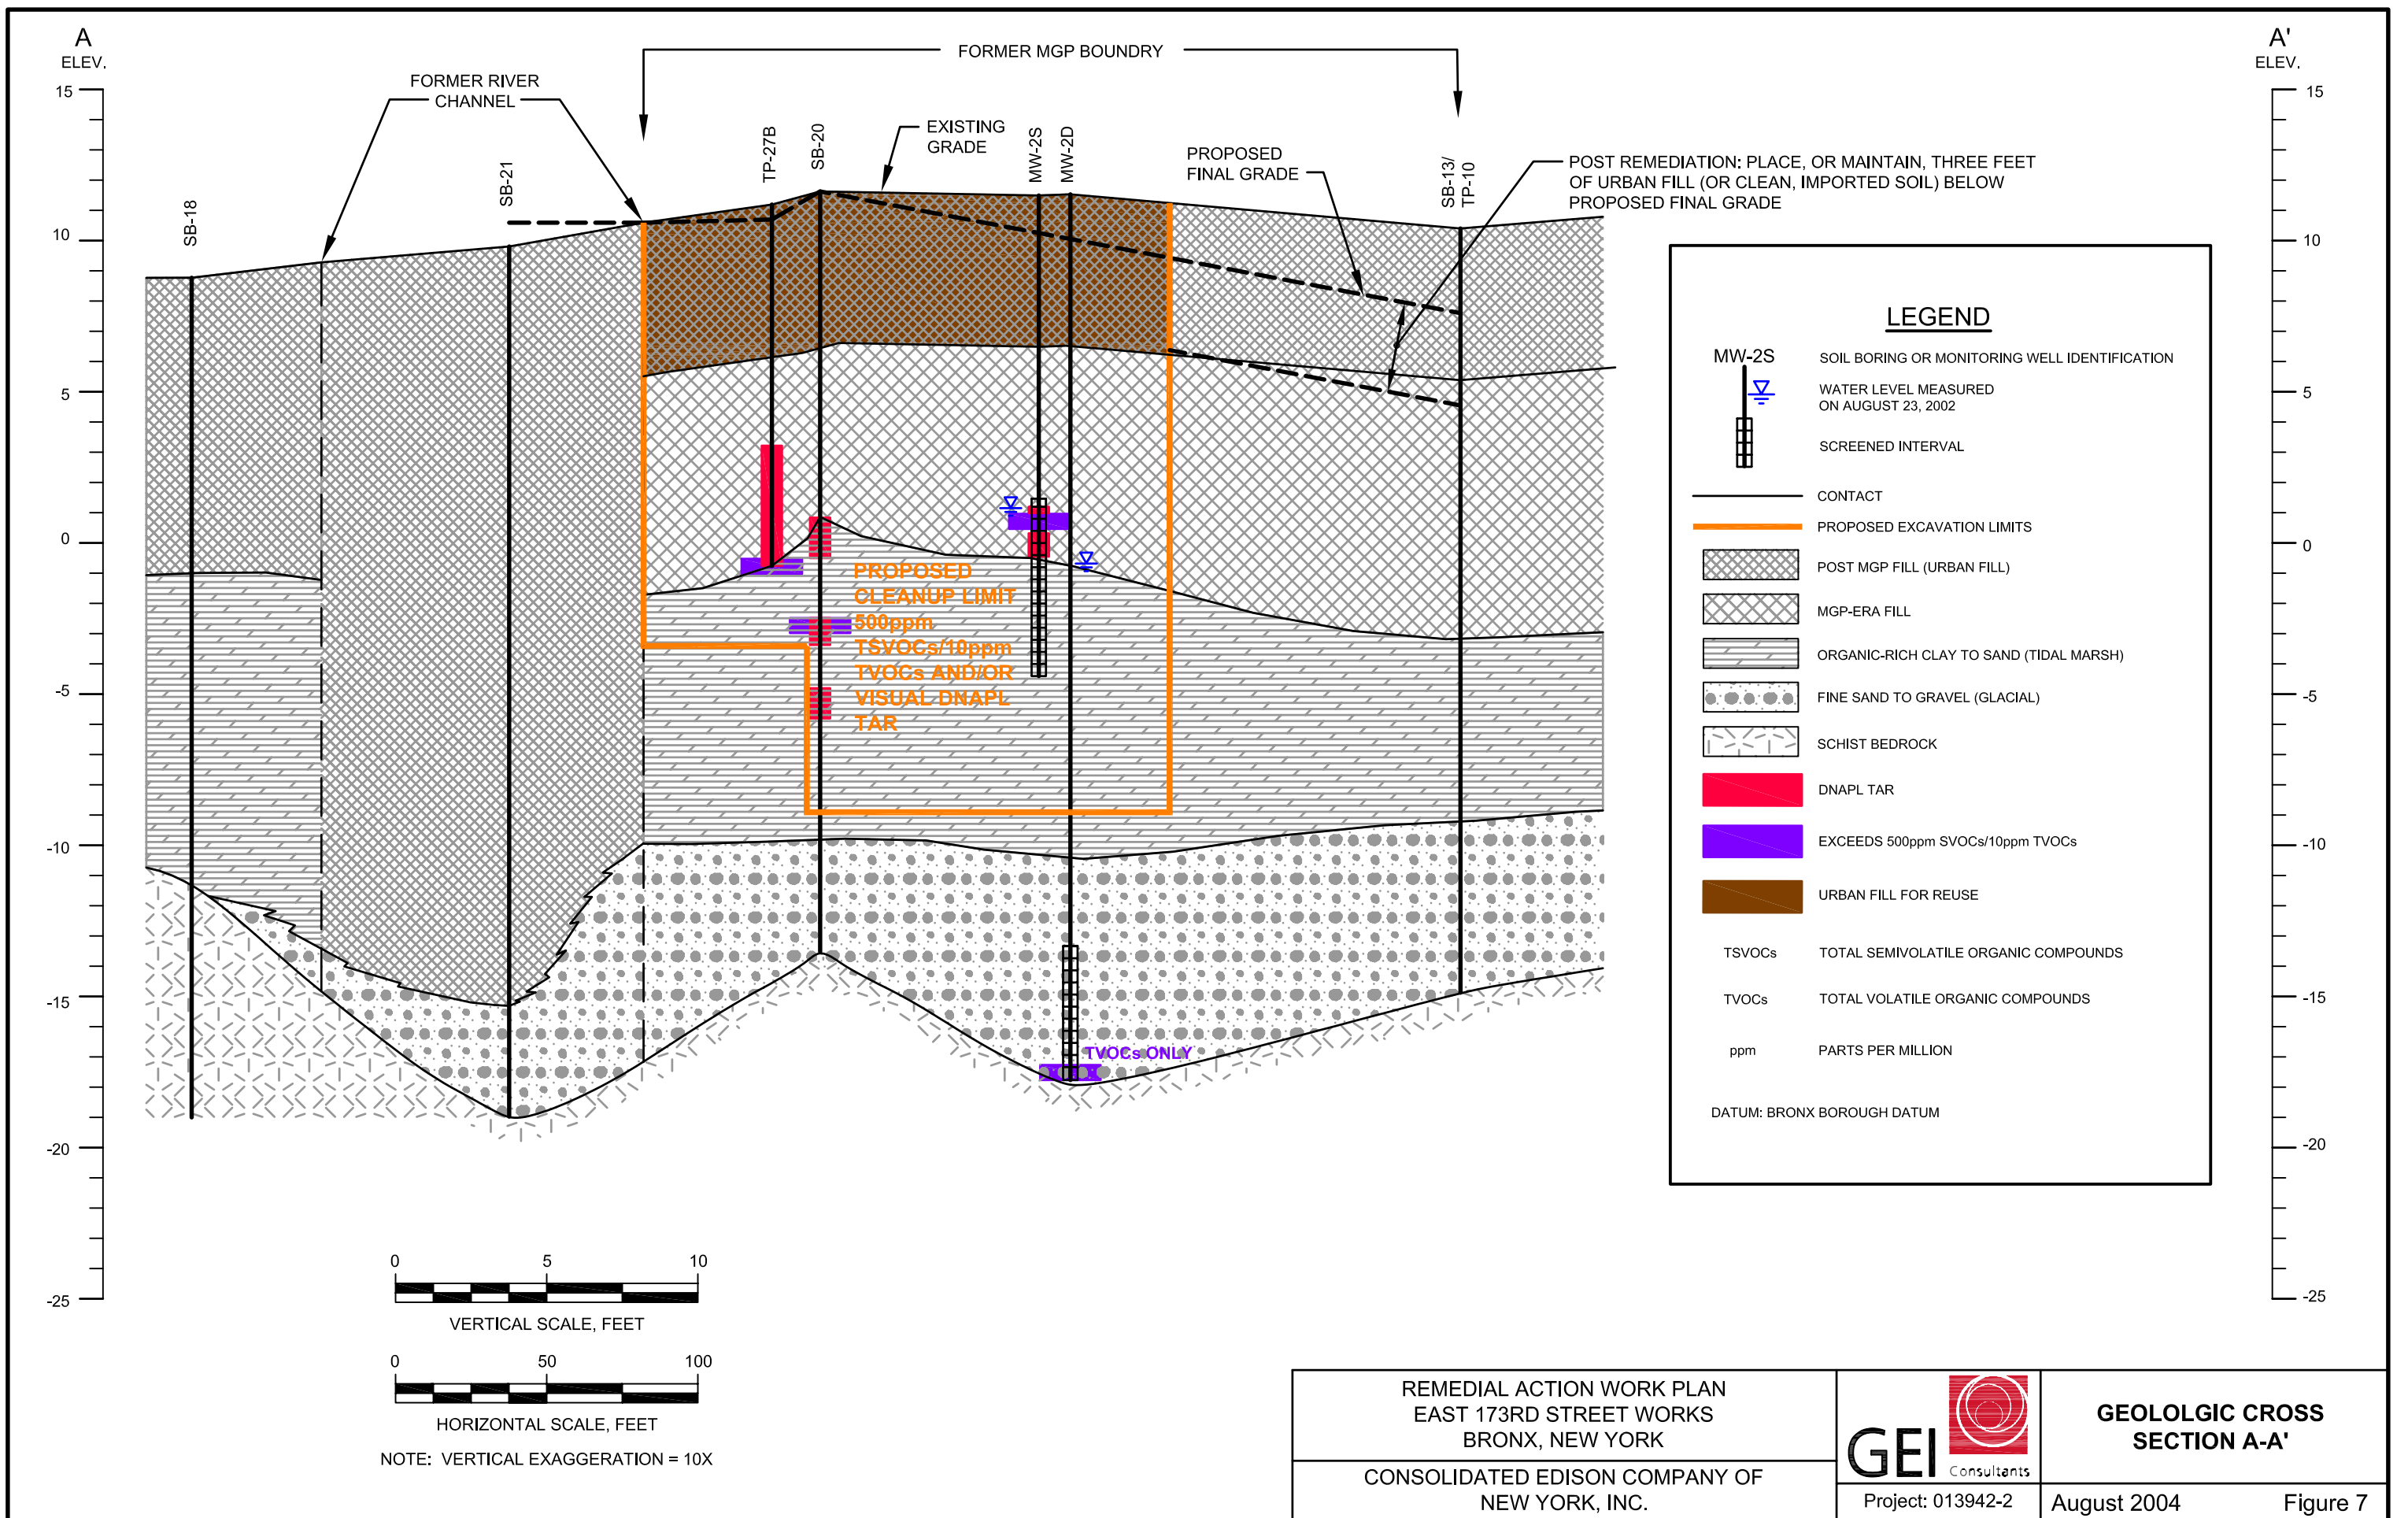 A
ELEV.
A'
ELEV.
FORMER MGP BOUNDRY
FORMER RIVER
CHANNEL
EXISTING
GRADE
PROPOSED
FINAL GRADE
POST REMEDIATION: PLACE, OR MAINTAIN, THREE FEET
OF URBAN FILL (OR CLEAN, IMPORTED SOIL) BELOW
PROPOSED FINAL GRADE
SB-18
SB-21
TP-27B
SB-20
MW-2S
MW-2D
SB-13/
TP-10
15
10
5
0
-5
-10
-15
-20
-25
15
10
5
0
-5
-10
-15
-20
-25
PROPOSED
CLEANUP LIMIT
500ppm
TSVOCs/10ppm
TVOCs AND/OR
VISUAL DNAPL
TAR
TVOCs ONLY
LEGEND
MW-2S
SOIL BORING OR MONITORING WELL IDENTIFICATION
WATER LEVEL MEASURED
ON AUGUST 23, 2002
SCREENED INTERVAL
CONTACT
PROPOSED EXCAVATION LIMITS
POST MGP FILL (URBAN FILL)
MGP-ERA FILL
ORGANIC-RICH CLAY TO SAND (TIDAL MARSH)
FINE SAND TO GRAVEL (GLACIAL)
SCHIST BEDROCK
DNAPL TAR
EXCEEDS 500ppm SVOCs/10ppm TVOCs
URBAN FILL FOR REUSE
TSVOCs TOTAL SEMIVOLATILE ORGANIC COMPOUNDS
TVOCs TOTAL VOLATILE ORGANIC COMPOUNDS
ppm PARTS PER MILLION
DATUM: BRONX BOROUGH DATUM
0 5 10
VERTICAL SCALE, FEET
0 50 100
HORIZONTAL SCALE, FEET
NOTE: VERTICAL EXAGGERATION = 10X
REMEDIAL ACTION WORK PLAN
EAST 173RD STREET WORKS
BRONX, NEW YORK
CONSOLIDATED EDISON COMPANY OF
NEW YORK, INC.
GEI Consultants
Project: 013942-2
GEOLOLGIC CROSS
SECTION A-A'
August 2004 Figure 7